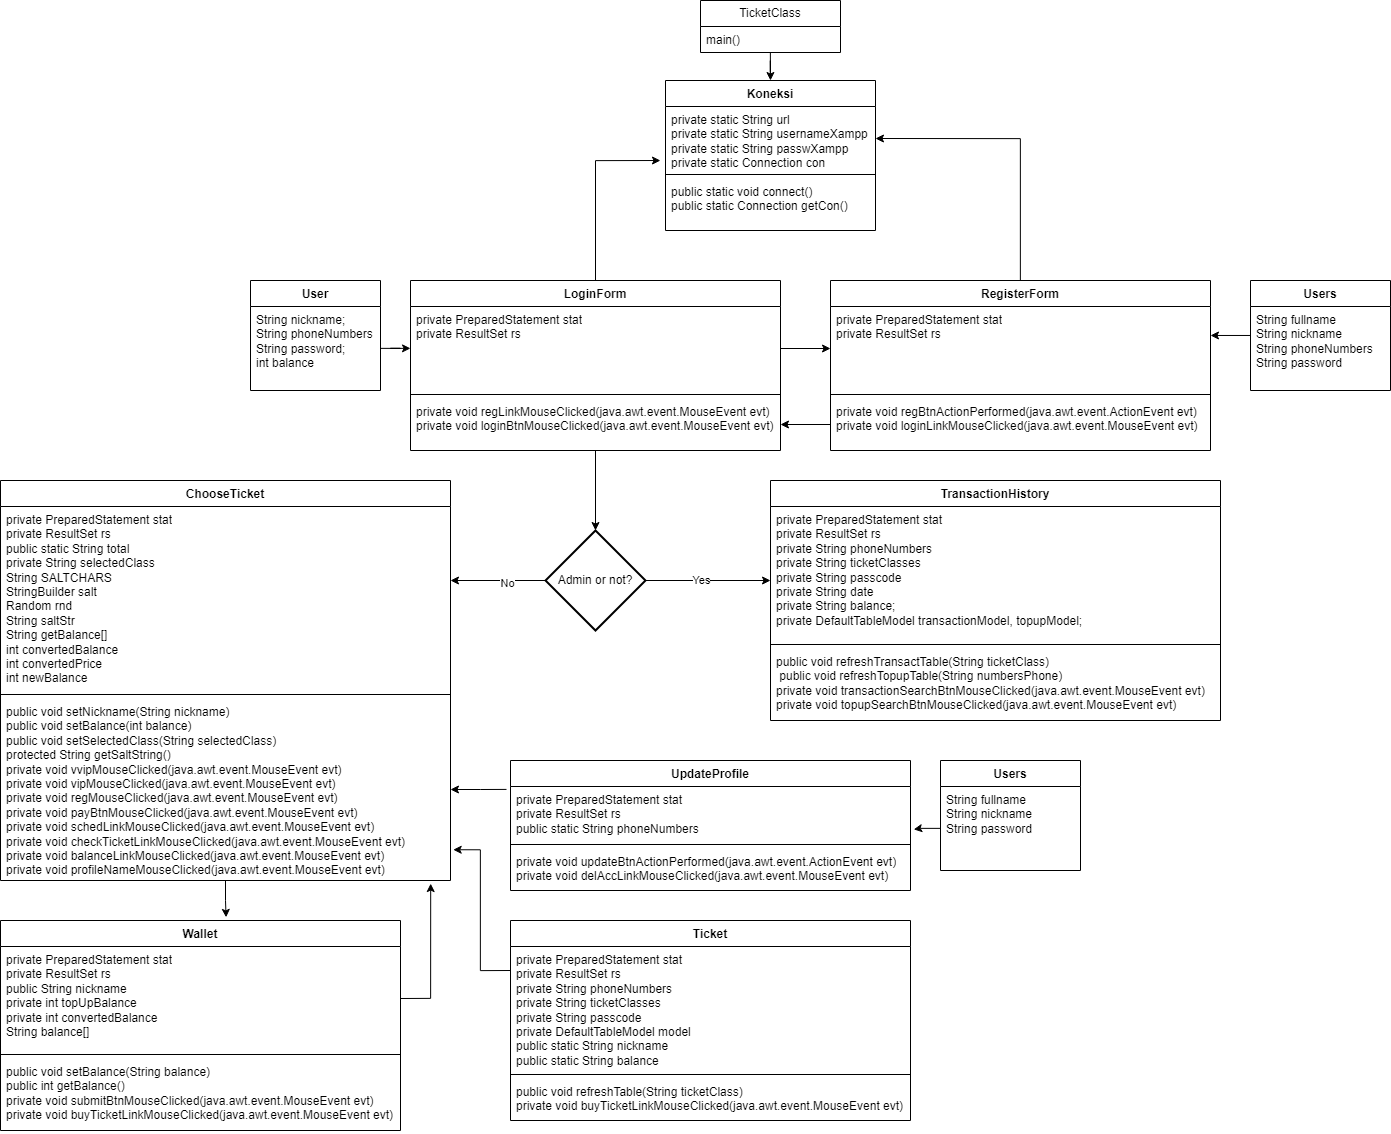 TicketClass
main()
Koneksi
private static String url
private static String usernameXampp
private static String passwXampp
private static Connection con
public static void connect()
public static Connection getCon()
User
String nickname;
String phoneNumbers
String password;
int balance
LoginForm
private PreparedStatement stat
private ResultSet rs
private void regLinkMouseClicked(java.awt.event.MouseEvent evt)
private void loginBtnMouseClicked(java.awt.event.MouseEvent evt)
RegisterForm
private PreparedStatement stat
private ResultSet rs
private void regBtnActionPerformed(java.awt.event.ActionEvent evt)
private void loginLinkMouseClicked(java.awt.event.MouseEvent evt)
Users
String fullname
String nickname
String phoneNumbers
String password
ChooseTicket
private PreparedStatement stat
private ResultSet rs
public static String total
private String selectedClass
String SALTCHARS
StringBuilder salt
Random rnd
String saltStr
String getBalance[]
int convertedBalance
int convertedPrice
int newBalance
public void setNickname(String nickname)
public void setBalance(int balance)
public void setSelectedClass(String selectedClass)
protected String getSaltString()
private void vvipMouseClicked(java.awt.event.MouseEvent evt)
private void vipMouseClicked(java.awt.event.MouseEvent evt)
private void regMouseClicked(java.awt.event.MouseEvent evt)
private void payBtnMouseClicked(java.awt.event.MouseEvent evt)
private void schedLinkMouseClicked(java.awt.event.MouseEvent evt)
private void checkTicketLinkMouseClicked(java.awt.event.MouseEvent evt)
private void balanceLinkMouseClicked(java.awt.event.MouseEvent evt)
private void profileNameMouseClicked(java.awt.event.MouseEvent evt)
No
Admin or not?
Yes
TransactionHistory
private PreparedStatement stat
private ResultSet rs
private String phoneNumbers
private String ticketClasses
private String passcode
private String date
private String balance;
private DefaultTableModel transactionModel, topupModel;
public void refreshTransactTable(String ticketClass)
public void refreshTopupTable(String numbersPhone)
private void transactionSearchBtnMouseClicked(java.awt.event.MouseEvent evt)
private void topupSearchBtnMouseClicked(java.awt.event.MouseEvent evt)
UpdateProfile
private PreparedStatement stat
private ResultSet rs
public static String phoneNumbers
private void updateBtnActionPerformed(java.awt.event.ActionEvent evt)
private void delAccLinkMouseClicked(java.awt.event.MouseEvent evt)
Users
String fullname
String nickname
String password
Wallet
private PreparedStatement stat
private ResultSet rs
public String nickname
private int topUpBalance
private int convertedBalance
String balance[]
public void setBalance(String balance)
public int getBalance()
private void submitBtnMouseClicked(java.awt.event.MouseEvent evt)
private void buyTicketLinkMouseClicked(java.awt.event.MouseEvent evt)
Ticket
private PreparedStatement stat
private ResultSet rs
private String phoneNumbers
private String ticketClasses
private String passcode
private DefaultTableModel model
public static String nickname
public static String balance
public void refreshTable(String ticketClass)
private void buyTicketLinkMouseClicked(java.awt.event.MouseEvent evt)